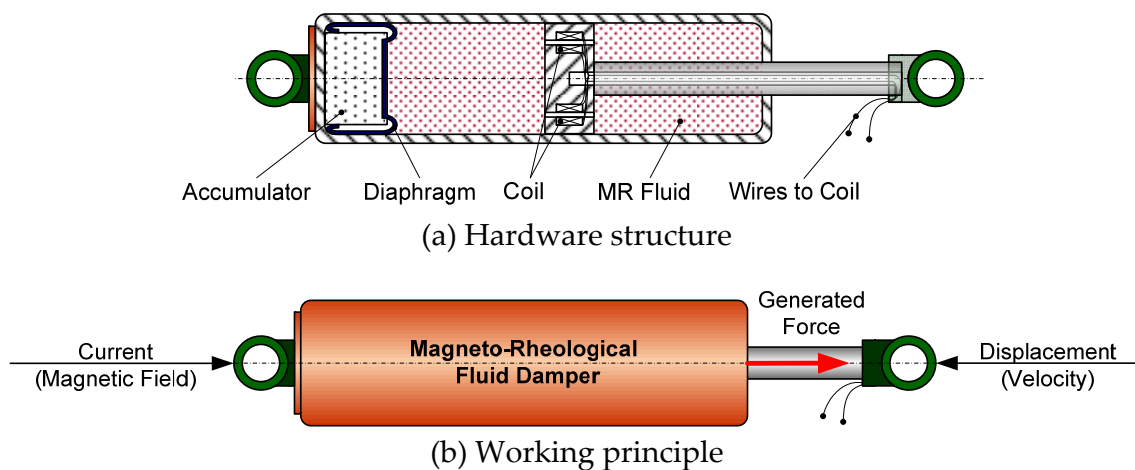 Accumulator
Diaphragm
Coil
MR Fluid
Wires to Coil
(a) Hardware structure
Generated
Force
Current
(Magnetic Field)
Magneto-Rheological
Fluid Damper
Displacement
(Velocity)
(b) Working principle